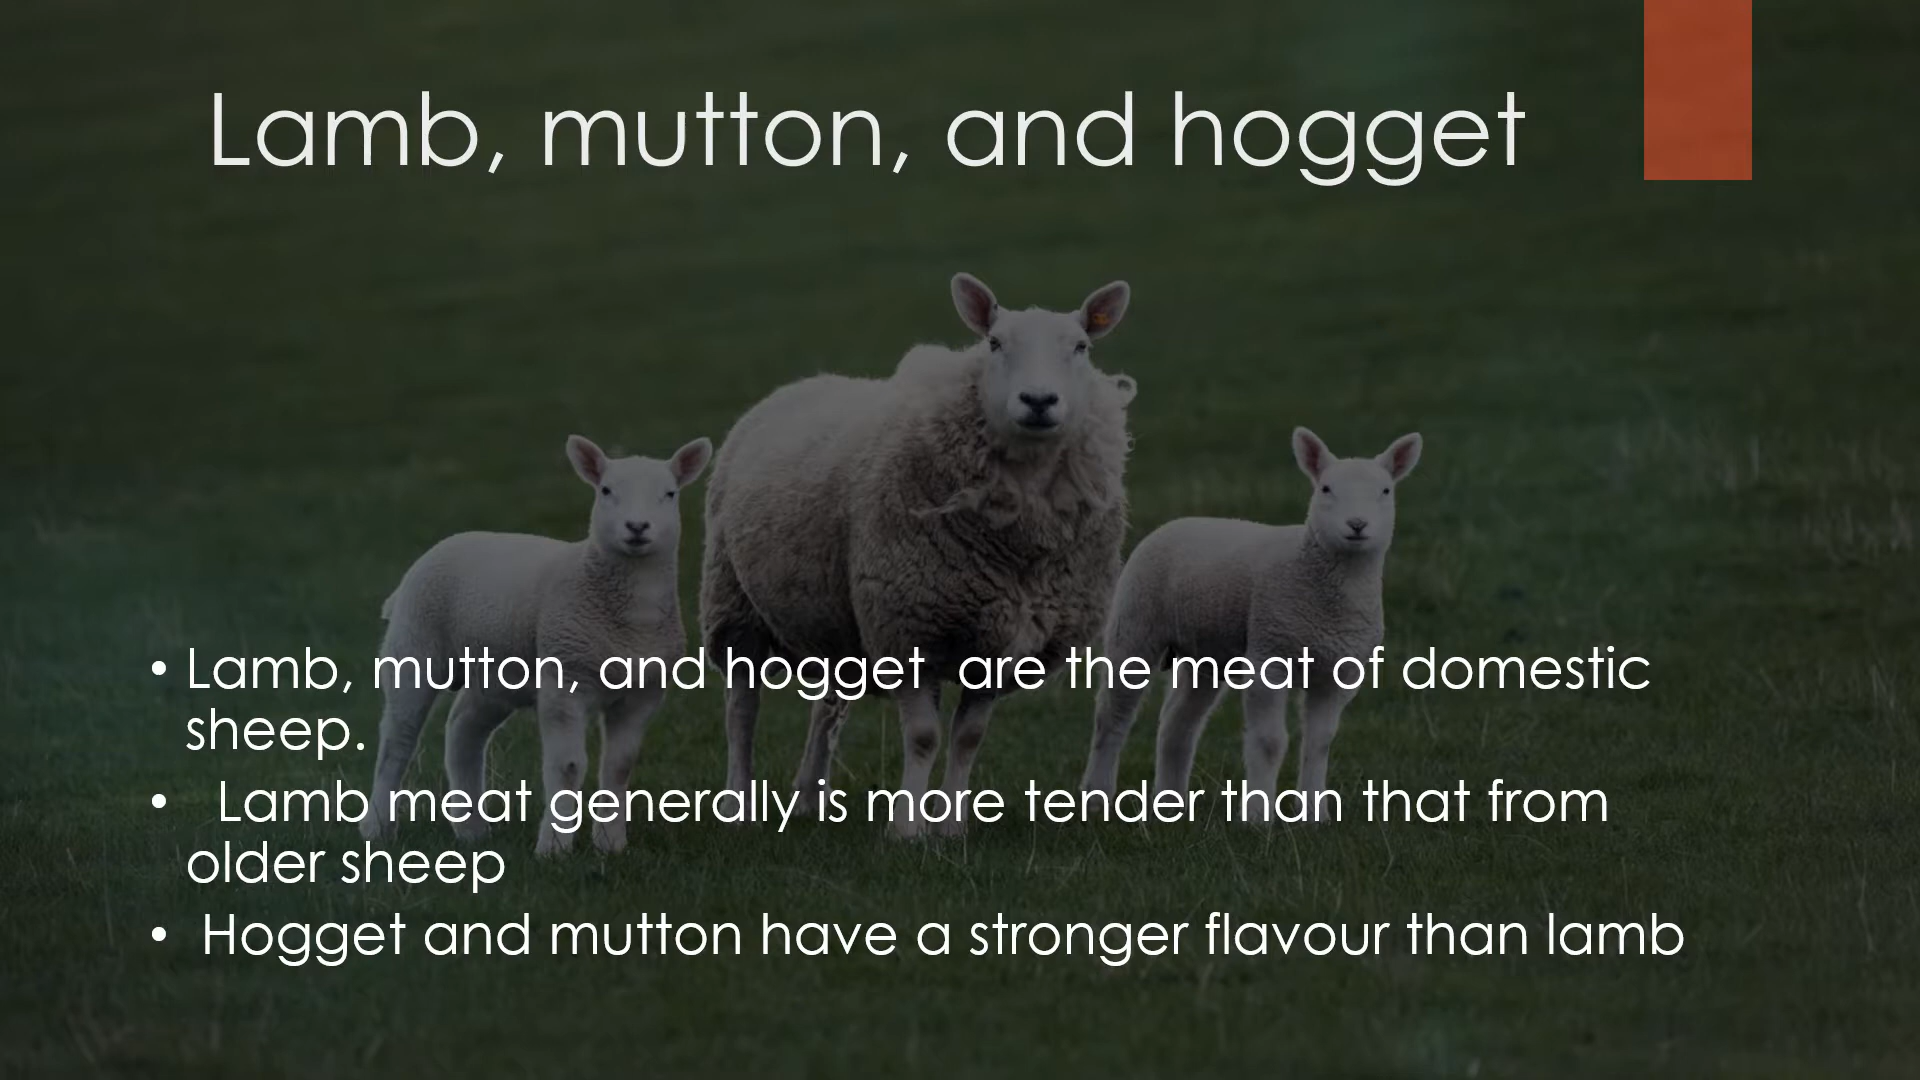 Lamb, mutton, and hogget
• Lamb, mutton, and hogget  are the meat of domestic
sheep.
•   Lamb meat generally is more tender than that from
older sheep
•  Hogget and mutton have a stronger flavour than lamb